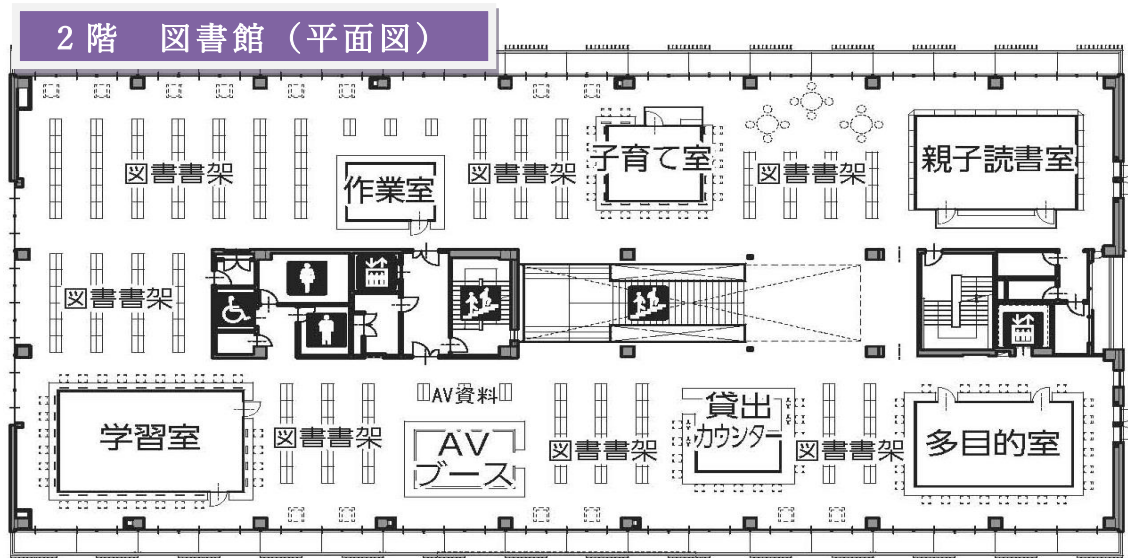 2階　図書館（平面図）
図書書架
作業室
図書書架
子育て室
図書書架
親子読書室
図書書架
学習室
図書書架
AV資料
AV
ブース
図書書架
貸出
カウンター
図書書架
多目的室